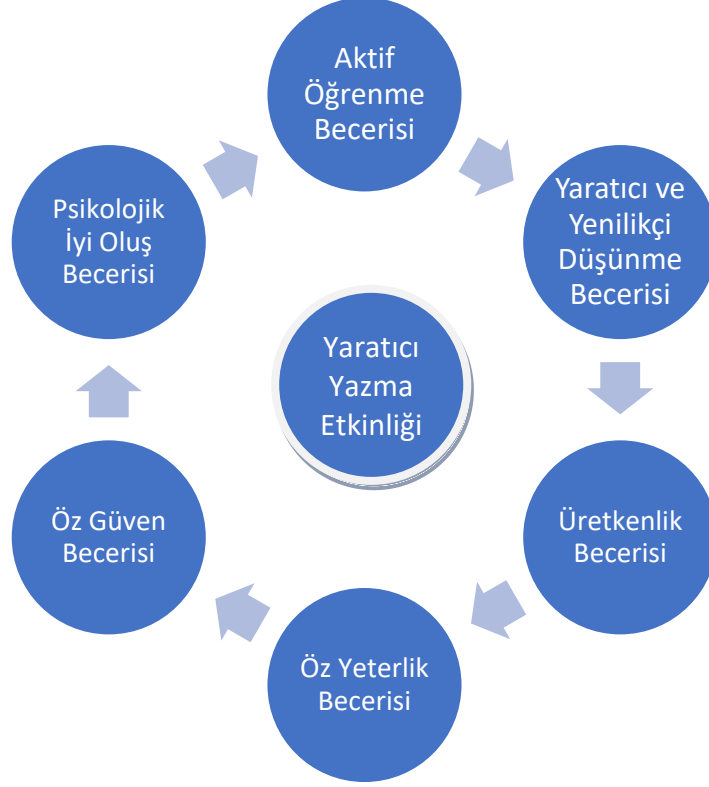 Aktif
Öğrenme
Becerisi
Yaratıcı ve
Yenilikçi
Düşünme
Becerisi
Üretkenlik
Becerisi
Öz Yeterlik
Becerisi
Öz Güven
Becerisi
Psikolojik
İyi Oluş
Becerisi
Yaratıcı
Yazma
Etkinliği